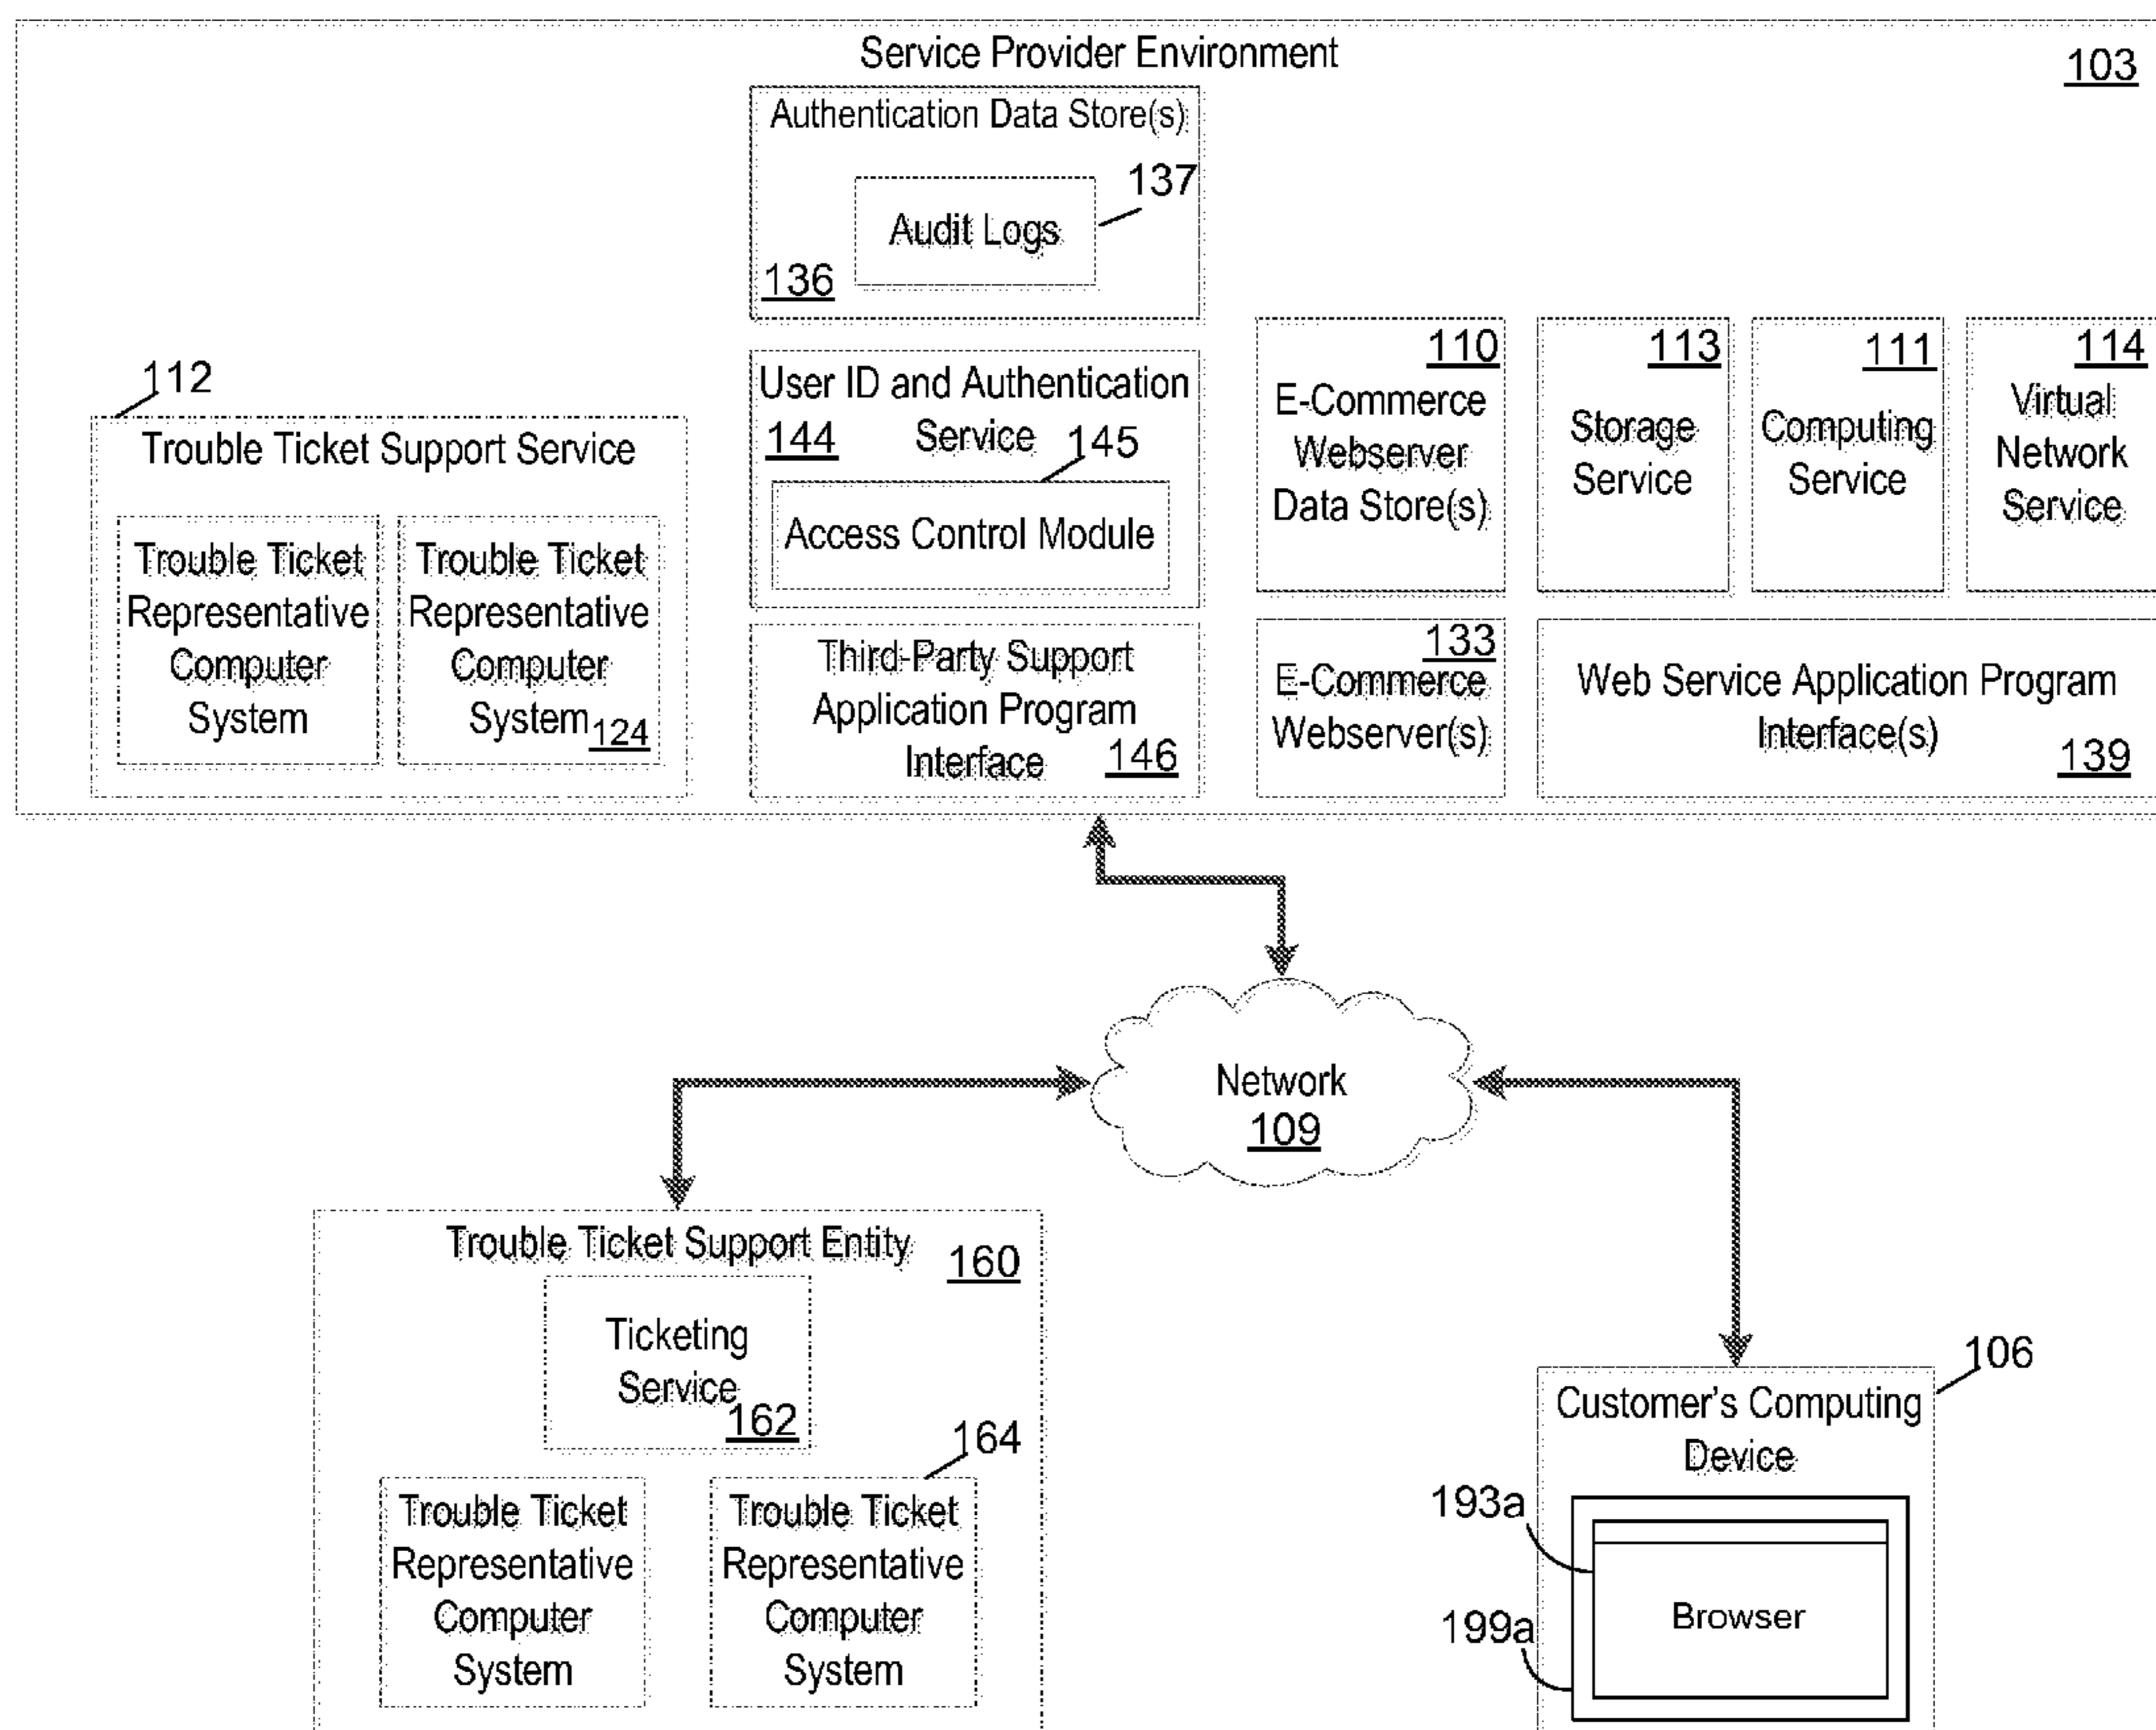 Service Provider Environment
103
Authentication Data Store(s)
137
Audit Logs
136
112
Trouble Ticket Support Service
Trouble Ticket
Representative
Computer
System
Trouble Ticket
Representative
Computer
System
124
User ID and Authentication
Service
144
145
Access Control Module
Third-Party Support
Application Program
Interface
146
110
E-Commerce
Webserver
Data Store(s)
113
Storage
Service
111
Computing
Service
114
Virtual
Network
Service
133
E-Commerce
Webserver(s)
Web Service Application Program
Interface(s)
139
Network
109
Trouble Ticket Support Entity
160
Ticketing
Service
162
164
Trouble Ticket
Representative
Computer
System
Trouble Ticket
Representative
Computer
System
106
Customer's Computing
Device
193a
Browser
199a